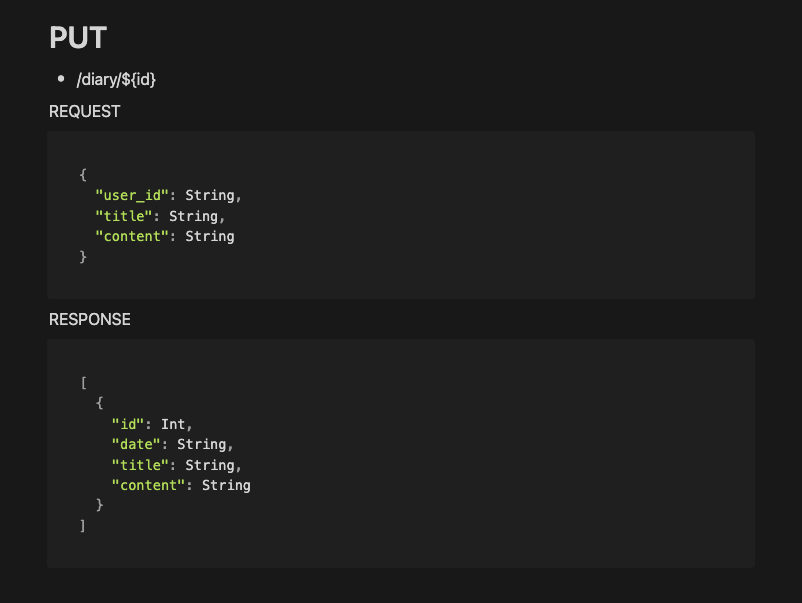 PUT
• /diary/${id}
REQUEST
{
  "user_id": String,
  "title": String,
  "content": String
}
RESPONSE
[
  {
    "id": Int,
    "date": String,
    "title": String,
    "content": String
  }
]